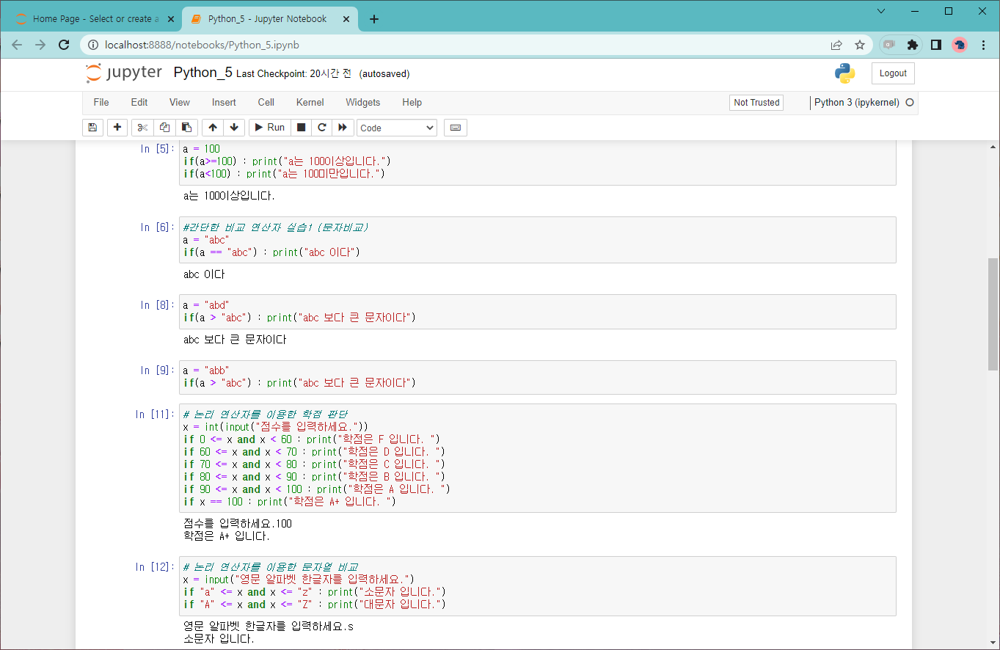 Home Page - Select or create a
Python_5 - Jupyter Notebook
localhost:8888/notebooks/Python_5.ipynb
jupyter Python_5 Last Checkpoint: 20시간 전 (autosaved)
Logout
File Edit View Insert Cell Kernel Widgets Help
Not Trusted
Python 3 (ipykernel)
Run
Code
In [5]: a = 100
if(a>=100) : print("a는 100이상입니다.")
if(a<100) : print("a는 100미만입니다.")
a는 100이상입니다.
In [6]: #간단한 비교 연산자 실습1 (문자비교)
a = "abc"
if(a == "abc") : print("abc 이다")
abc 이다
In [8]: a = "abd"
if(a > "abc") : print("abc 보다 큰 문자이다")
abc 보다 큰 문자이다
In [9]: a = "abb"
if(a > "abc") : print("abc 보다 큰 문자이다")
In [11]: # 논리 연산자를 이용한 학점 판단
x = int(input("점수를 입력하세요."))
if 0 <= x and x < 60 : print("학점은 F 입니다. ")
if 60 <= x and x < 70 : print("학점은 D 입니다. ")
if 70 <= x and x < 80 : print("학점은 C 입니다. ")
if 80 <= x and x < 90 : print("학점은 B 입니다. ")
if 90 <= x and x < 100 : print("학점은 A 입니다. ")
if x == 100 : print("학점은 A+ 입니다. ")
점수를 입력하세요.100
학점은 A+ 입니다.
In [12]: # 논리 연산자를 이용한 문자열 비교
x = input("영문 알파벳 한글자를 입력하세요.")
if "a" <= x and x <= "z" : print("소문자 입니다.")
if "A" <= x and x <= "Z" : print("대문자 입니다.")
영문 알파벳 한글자를 입력하세요.s
소문자 입니다.